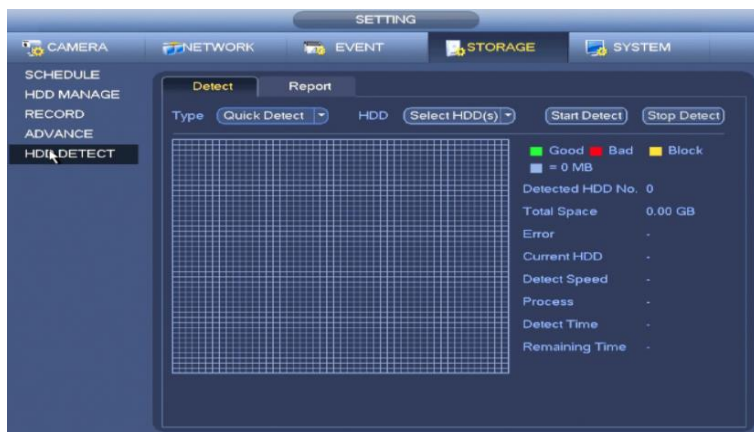 SETTING
CAMERA NETWORK EVENT STORAGE SYSTEM
SCHEDULE
HDD MANAGE
RECORD
ADVANCE
HDD DETECT
Detect Report
Type Quick Detect HDD Select HDD(s) Start Detect Stop Detect
Good Bad Block
= 0 MB
Detected HDD No. 0
Total Space 0.00 GB
Error -
Current HDD -
Detect Speed -
Process -
Detect Time -
Remaining Time -